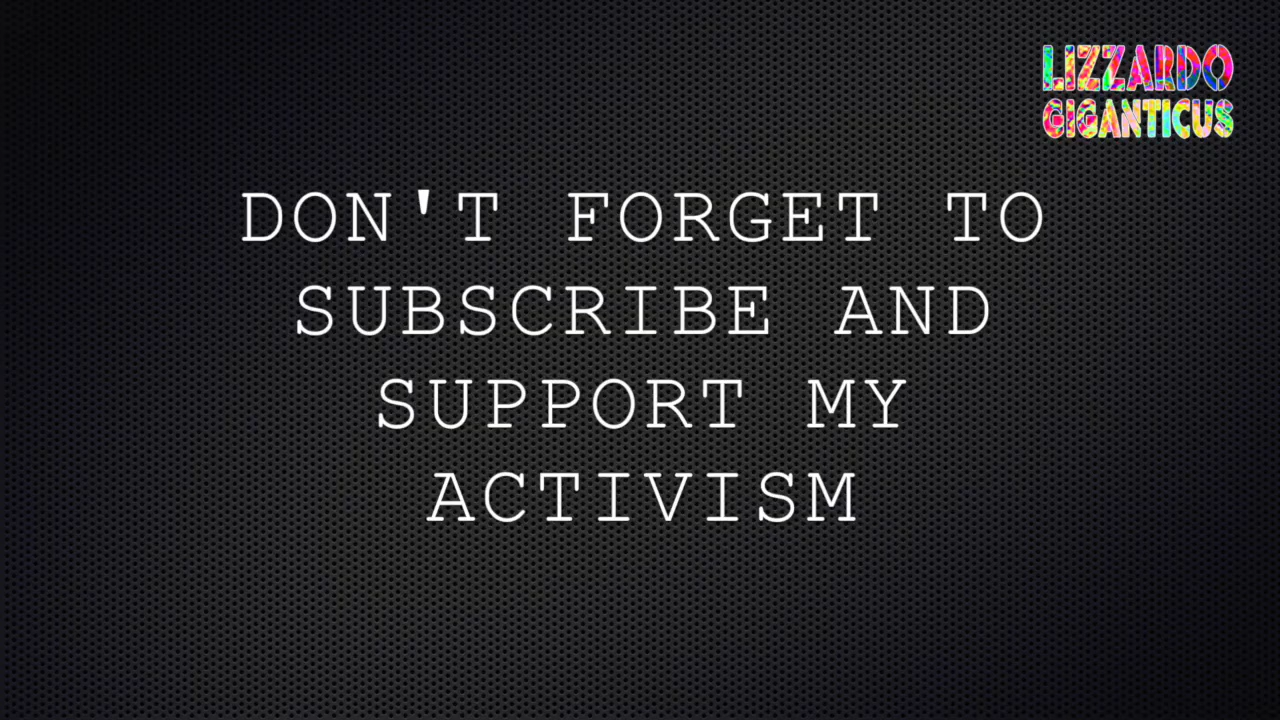 LIZZARDO
GIGANTICUS
DON'T FORGET TO
SUBSCRIBE AND
SUPPORT MY
ACTIVISM